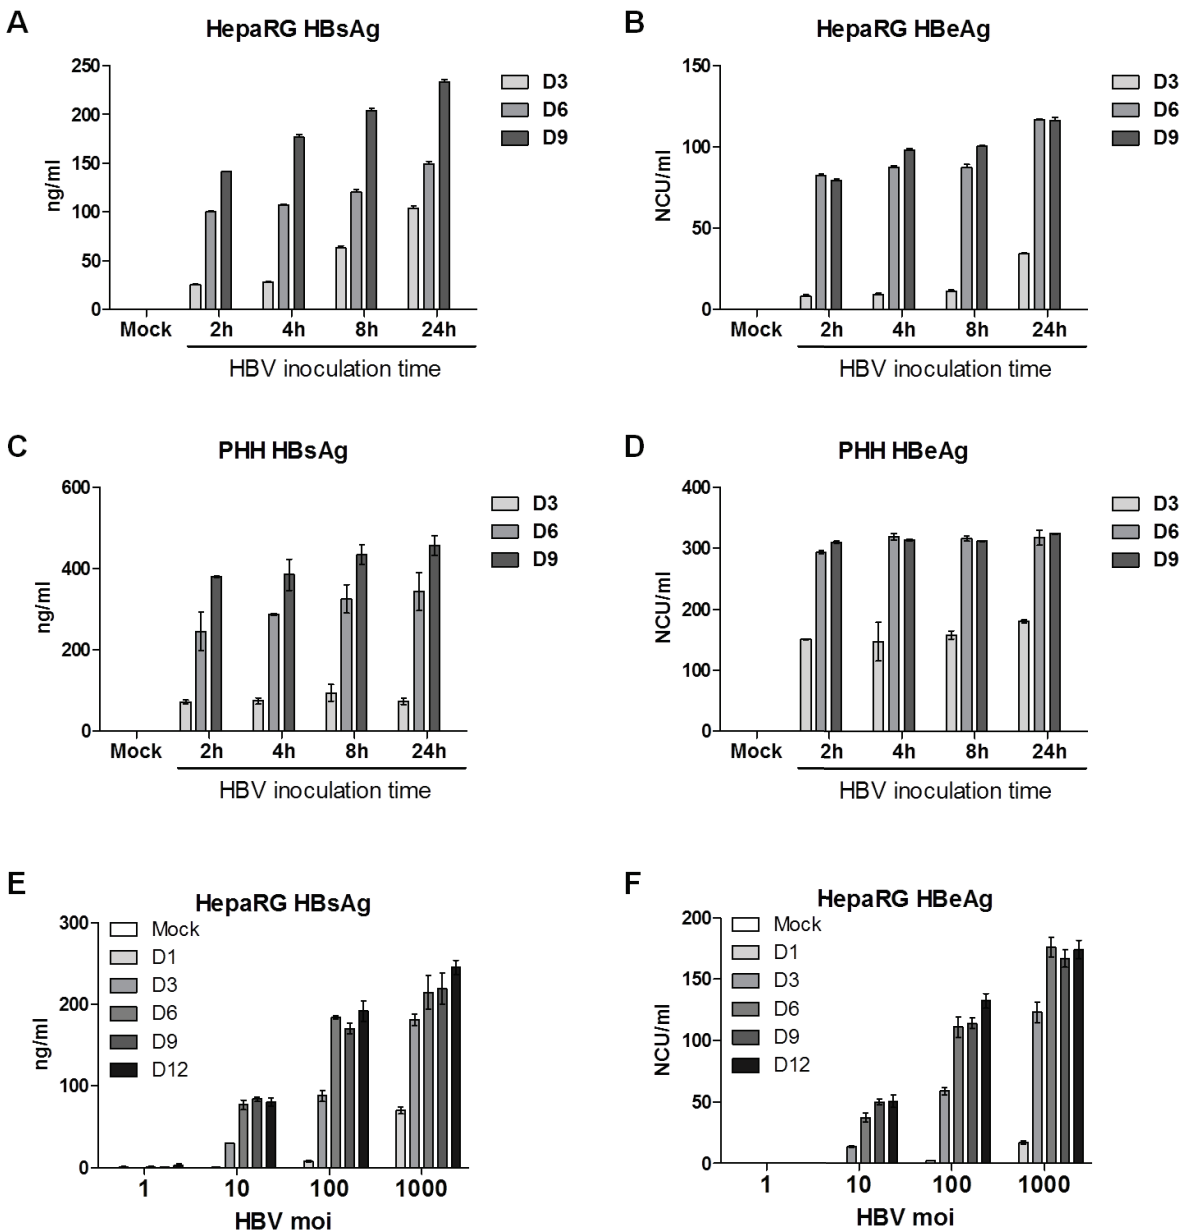 A
HepaRG HBsAg
250
200
150
100
50
0
ng/ml
D3
D6
D9
Mock 2h 4h 8h 24h
HBV inoculation time
B
HepaRG HBeAg
150
100
50
0
NCU/ml
D3
D6
D9
Mock 2h 4h 8h 24h
HBV inoculation time
C
PHH HBsAg
600
400
200
0
ng/ml
D3
D6
D9
Mock 2h 4h 8h 24h
HBV inoculation time
D
PHH HBeAg
400
300
200
100
0
NCU/ml
D3
D6
D9
Mock 2h 4h 8h 24h
HBV inoculation time
E
HepaRG HBsAg
300
200
100
0
ng/ml
Mock
D1
D3
D6
D9
D12
1 10 100 1000
HBV moi
F
HepaRG HBeAg
200
150
100
50
0
NCU/ml
Mock
D1
D3
D6
D9
D12
1 10 100 1000
HBV moi